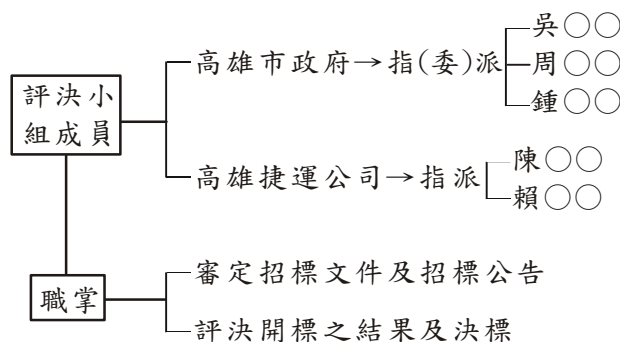 評決小
組成員
高雄市政府→指(委)派
吳○○
周○○
鍾○○
高雄捷運公司→指派
陳○○
賴○○
職掌
審定招標文件及招標公告
評決開標之結果及決標